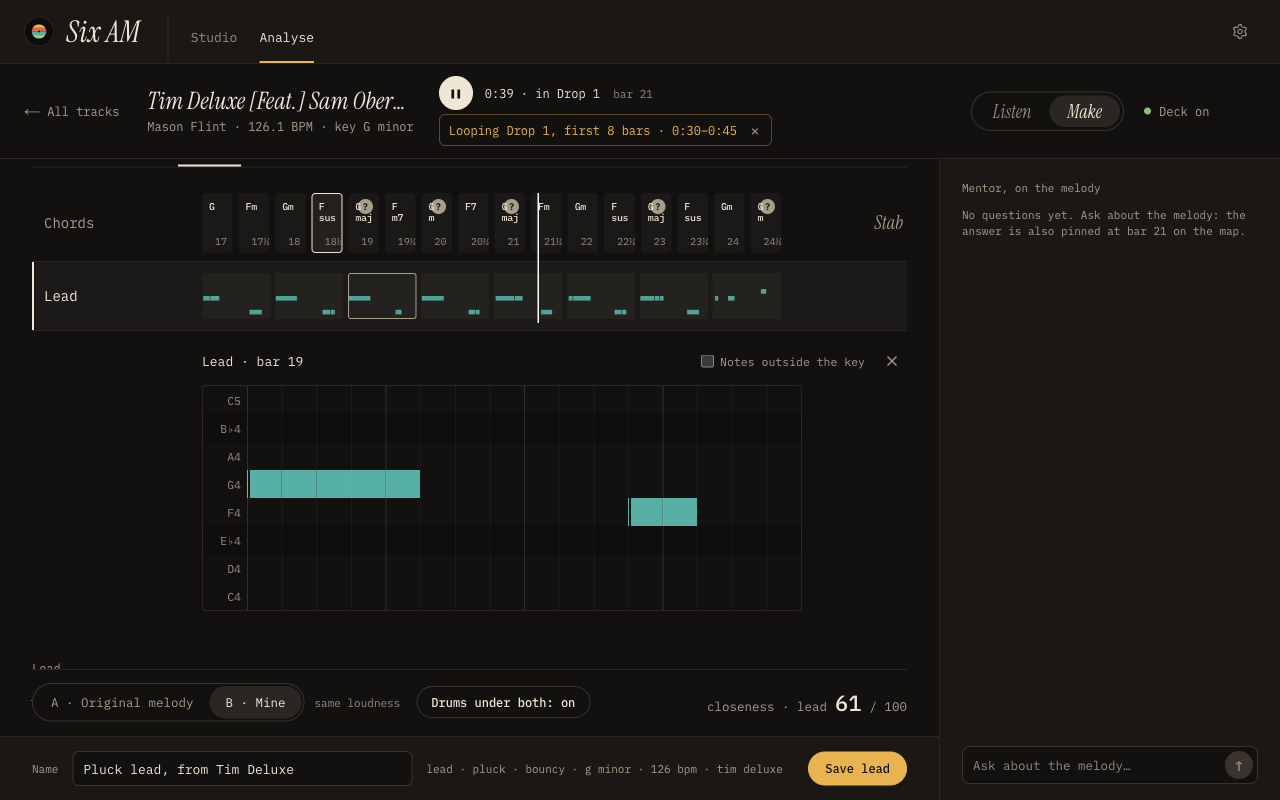 Six AM
Studio
Analyse
← All tracks
Tim Deluxe [Feat.] Sam Ober…
Mason Flint · 126.1 BPM · key G minor
0:39 · in Drop 1 bar 21
Looping Drop 1, first 8 bars · 0:30–0:45 ×
Listen
Make
Deck on
Chords
G
17
Fm
17½
Gm
18
F
sus
18½
?
maj
19
F
m7
19½
?
m
20
F7
20½
?
maj
21
Fm
21½
Gm
22
F
sus
22½
?
maj
23
F
sus
23½
Gm
24
?
m
24½
Stab
Lead
Lead · bar 19
Notes outside the key
C5
B♭4
A4
G4
F4
E♭4
D4
C4
Lead
A · Original melody
B · Mine
same loudness
Drums under both: on
closeness · lead 61 / 100
Name
Pluck lead, from Tim Deluxe
lead · pluck · bouncy · g minor · 126 bpm · tim deluxe
Save lead
Mentor, on the melody
No questions yet. Ask about the melody: the
answer is also pinned at bar 21 on the map.
Ask about the melody…
↑